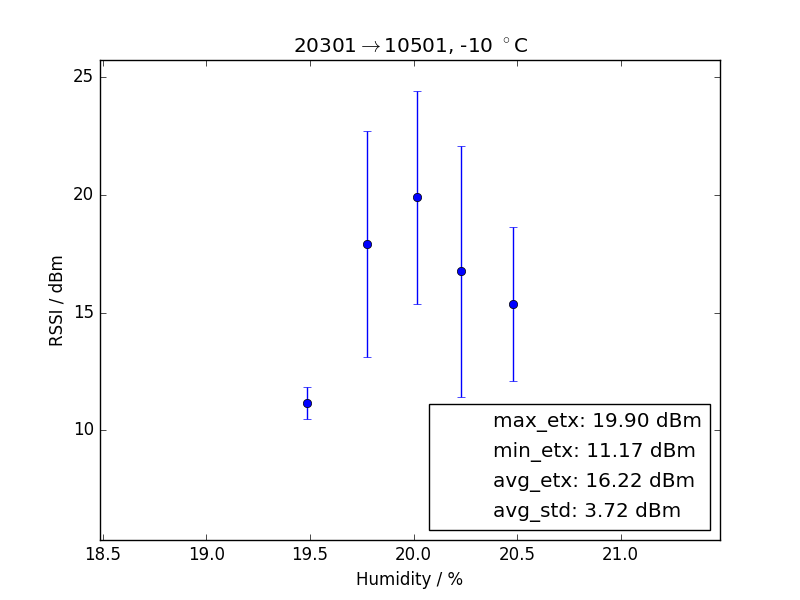 20301→10501, -10 °C
25
20
15
10
RSSI / dBm
max_etx: 19.90 dBm
min_etx: 11.17 dBm
avg_etx: 16.22 dBm
avg_std: 3.72 dBm
18.5 19.0 19.5 20.0 20.5 21.0
Humidity / %